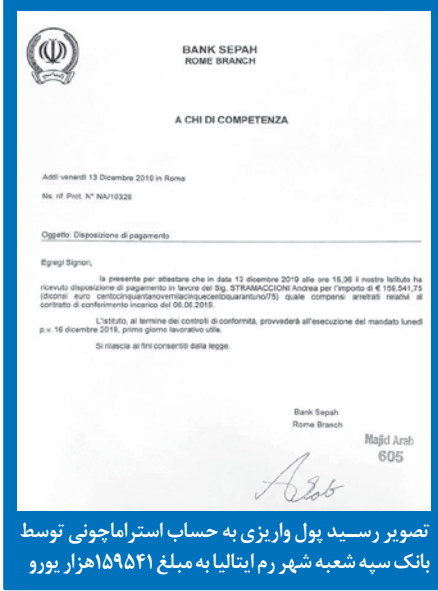 BANK SEPAH
ROME BRANCH
A CHI DI COMPETENZA
Addì venerdì 13 Dicembre 2019 in Roma
Ns. rif. Prot. N° NA/10328
Oggetto: Disposizione di pagamento
Egregi Signori,
la presente per attestare che in data 13 dicembre 2019 alle ore 16,36 il nostro Istituto ha
ricevuto disposizione di pagamento in favore del Sig. STRAMACCIONI Andrea per l'importo di € 159.541,75
(diconsi euro centocinquantanovemilacinquecentoquarantuno/75) quale compensi arretrati relativi al
contratto di conferimento incarico del 06.06.2019.
L'istituto, al termine dei controlli di conformità, provvederà all'esecuzione del mandato lunedì
p.v. 16 dicembre 2019, primo giorno lavorativo utile.
Si rilascia ai fini consentiti dalla legge.
Bank Sepah
Rome Branch
Majid Arab
605
تصویر رسید پول واریزی به حساب استراماچونی توسط
بانک سپه شعبه شهر رم ایتالیا به مبلغ ۱۵۹۵۴۱هزار یورو